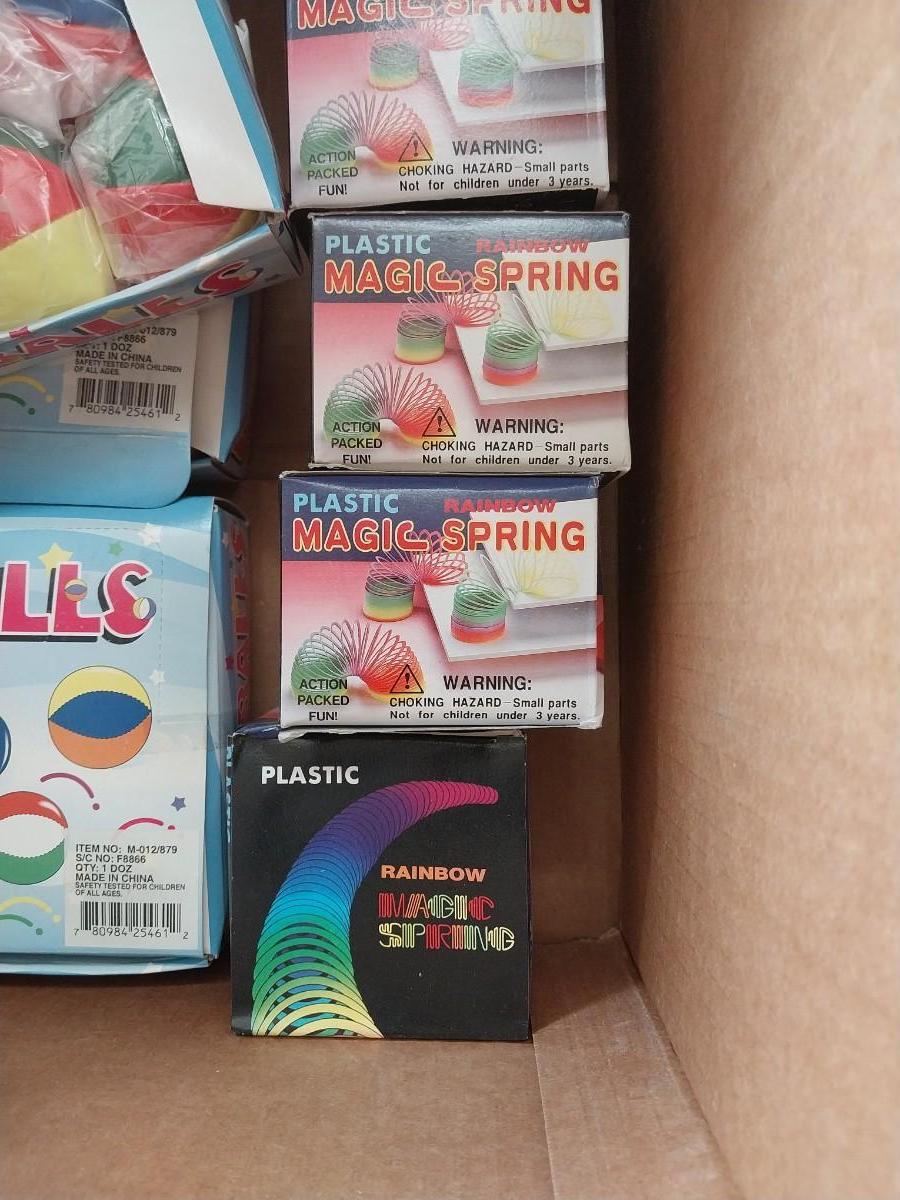 MAGIC SPRING
ACTION
PACKED
FUN!
WARNING:
CHOKING HAZARD—Small parts
Not for children under 3 years.
PLASTIC RAINBOW
MAGIC SPRING
ACTION
PACKED
FUN!
WARNING:
CHOKING HAZARD—Small parts
Not for children under 3 years.
012/879
F8866
1 DOZ
MADE IN CHINA
SAFETY TESTED FOR CHILDREN
OF ALL AGES.
7 80984 25461 2
PLASTIC RAINBOW
MAGIC SPRING
ACTION
PACKED
FUN!
WARNING:
CHOKING HAZARD—Small parts
Not for children under 3 years.
LLS
ITEM NO: M-012/879
S/C NO: F8866
QTY: 1 DOZ
MADE IN CHINA
SAFETY TESTED FOR CHILDREN
OF ALL AGES.
7 80984 25461 2
PLASTIC
RAINBOW
MAGIC
SPRING